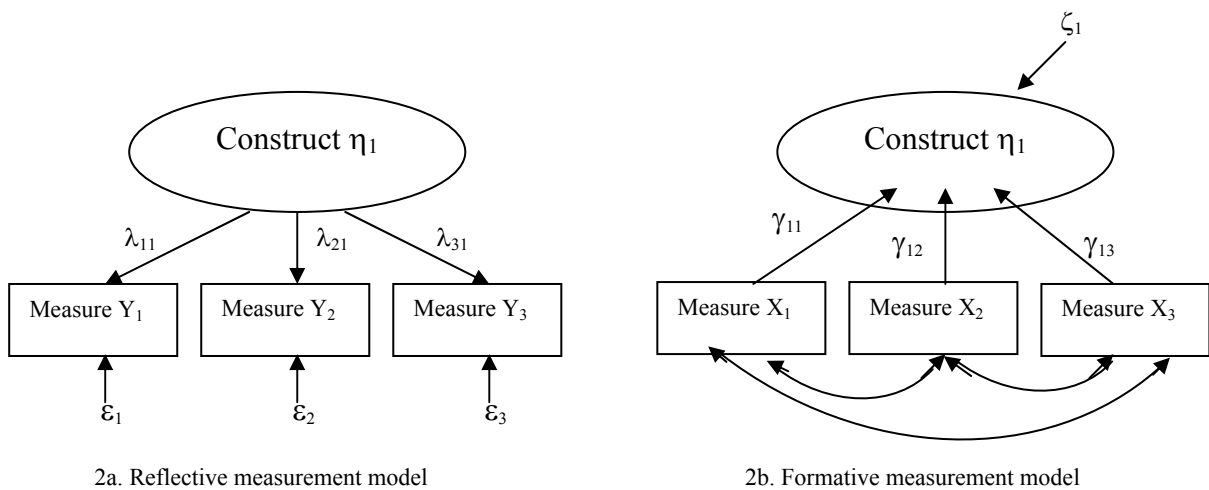 ζ₁
Construct η₁
Construct η₁
λ₁₁ λ₂₁ λ₃₁
γ₁₁ γ₁₂ γ₁₃
Measure Y₁ Measure Y₂ Measure Y₃
Measure X₁ Measure X₂ Measure X₃
ε₁ ε₂ ε₃
2a. Reflective measurement model
2b. Formative measurement model